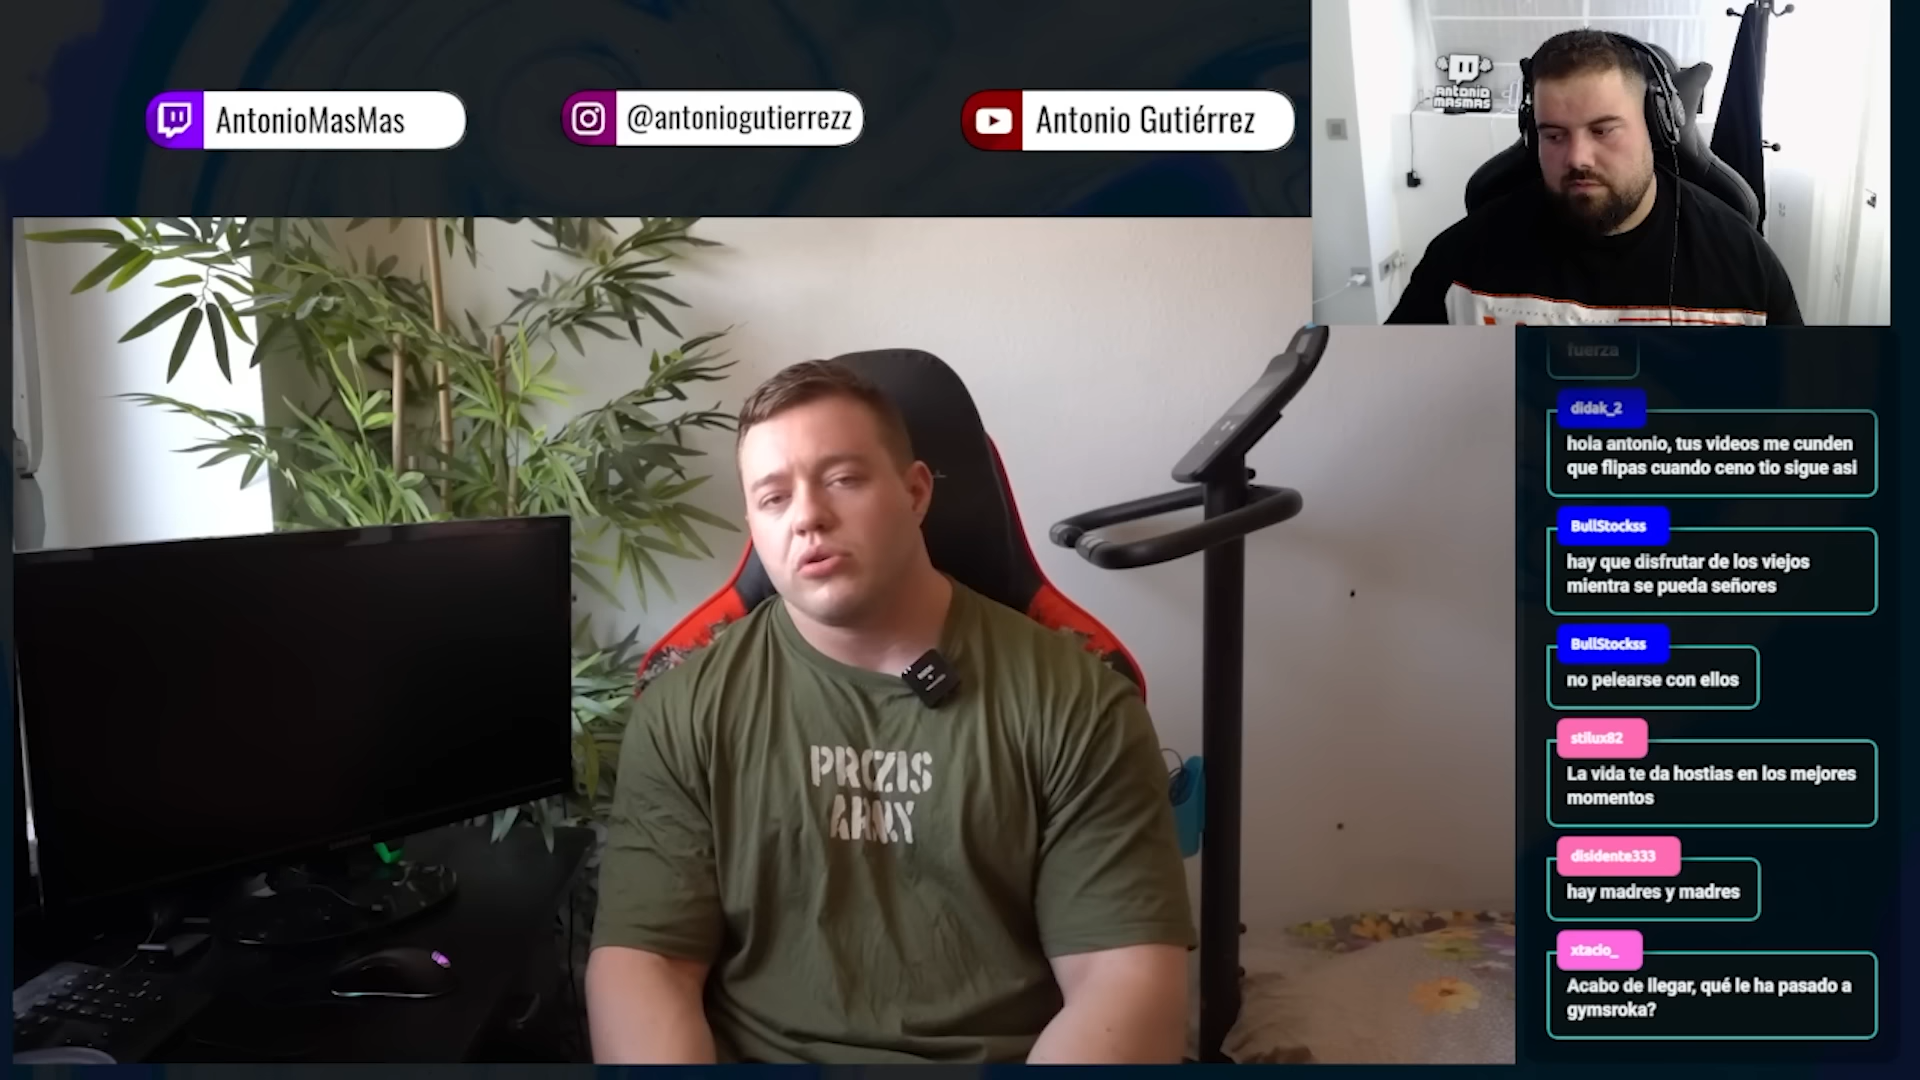 AntonioMasMas
@antoniogutierrezz
Antonio Gutiérrez
ANTONIO
MASMAS
PROZIS
ARMY
fuerza
didak_2
hola antonio, tus videos me cunden
que flipas cuando ceno tio sigue asi
BullStockss
hay que disfrutar de los viejos
mientra se pueda señores
BullStockss
no pelearse con ellos
stilux82
La vida te da hostias en los mejores
momentos
disidente333
hay madres y madres
xtacio_
Acabo de llegar, qué le ha pasado a
gymsroka?